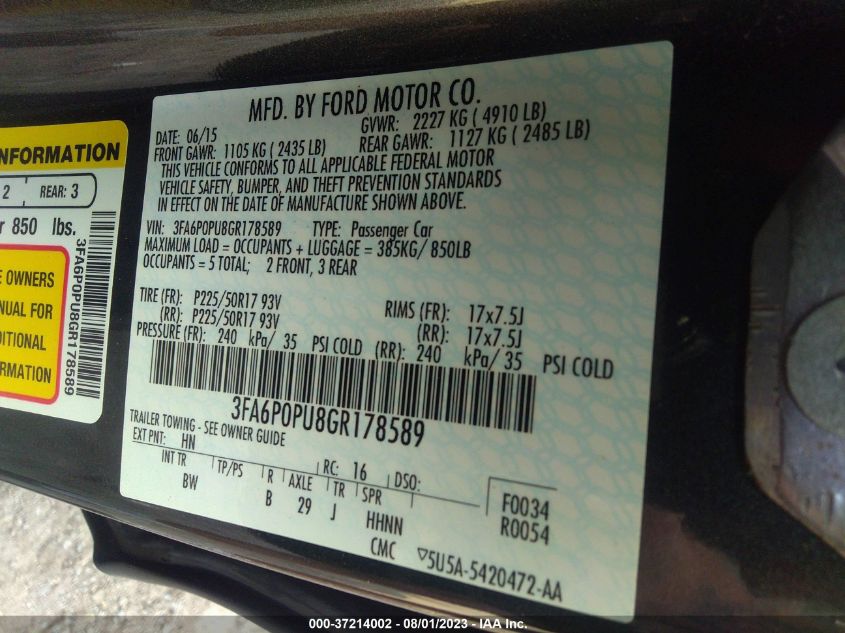 NFORMATION
2 REAR: 3
850 lbs.
E OWNERS
NUAL FOR
DITIONAL
RMATION
3FA6P0PU8GR178589
MFD. BY FORD MOTOR CO.
DATE: 06/15 GVWR: 2227 KG ( 4910 LB)
FRONT GAWR: 1105 KG ( 2435 LB) REAR GAWR: 1127 KG ( 2485 LB)
THIS VEHICLE CONFORMS TO ALL APPLICABLE FEDERAL MOTOR
VEHICLE SAFETY, BUMPER, AND THEFT PREVENTION STANDARDS
IN EFFECT ON THE DATE OF MANUFACTURE SHOWN ABOVE.
VIN: 3FA6P0PU8GR178589 TYPE: Passenger Car
MAXIMUM LOAD = OCCUPANTS + LUGGAGE = 385KG/ 850LB
OCCUPANTS = 5 TOTAL; 2 FRONT, 3 REAR
TIRE (FR): P225/50R17 93V RIMS (FR): 17x7.5J
(RR): P225/50R17 93V (RR): 17x7.5J
PRESSURE (FR): 240 kPa/ 35 PSI COLD (RR): 240 kPa/ 35 PSI COLD
3FA6P0PU8GR178589
TRAILER TOWING - SEE OWNER GUIDE
EXT PNT: HN RC: 16 DSO:
INT TR TP/PS R AXLE TR SPR F0034
BW B 29 J HHNN R0054
CMC ▽5U5A-5420472-AA
000-37214002 - 08/01/2023 - IAA Inc.